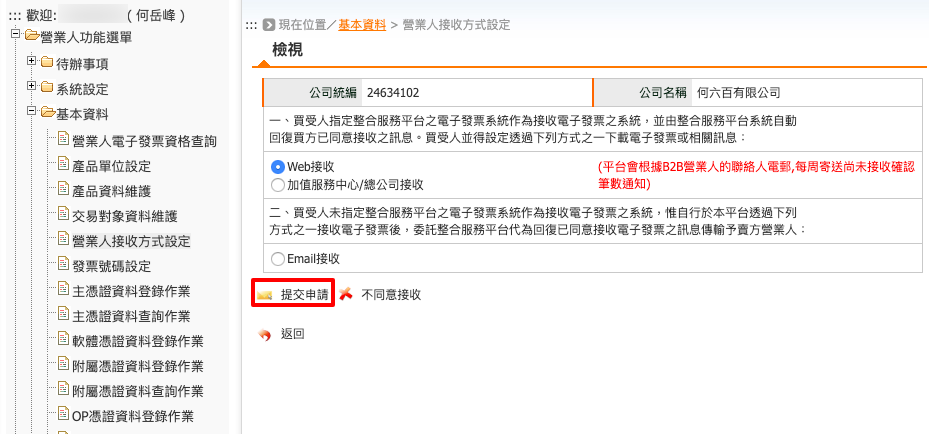 ::: 歡迎:  ( 何岳峰 )
營業人功能選單
待辦事項
系統設定
基本資料
營業人電子發票資格查詢
產品單位設定
產品資料維護
交易對象資料維護
營業人接收方式設定
發票號碼設定
主憑證資料登錄作業
主憑證資料查詢作業
軟體憑證資料登錄作業
附屬憑證資料登錄作業
附屬憑證資料查詢作業
OP憑證資料登錄作業
::: 現在位置／基本資料 > 營業人接收方式設定
檢視
公司統編 24634102 公司名稱 何六百有限公司
一、買受人指定整合服務平台之電子發票系統作為接收電子發票之系統，並由整合服務平台系統自動
回復買方已同意接收之訊息。買受人並得設定透過下列方式之一下載電子發票或相關訊息：
Web接收
加值服務中心/總公司接收
(平台會根據B2B營業人的聯絡人電郵,每周寄送尚未接收確認
筆數通知)
二、買受人未指定整合服務平台之電子發票系統作為接收電子發票之系統，惟自行於本平台透過下列
方式之一接收電子發票後，委託整合服務平台代為回復已同意接收電子發票之訊息傳輸予賣方營業人：
Email接收
提交申請 不同意接收
返回